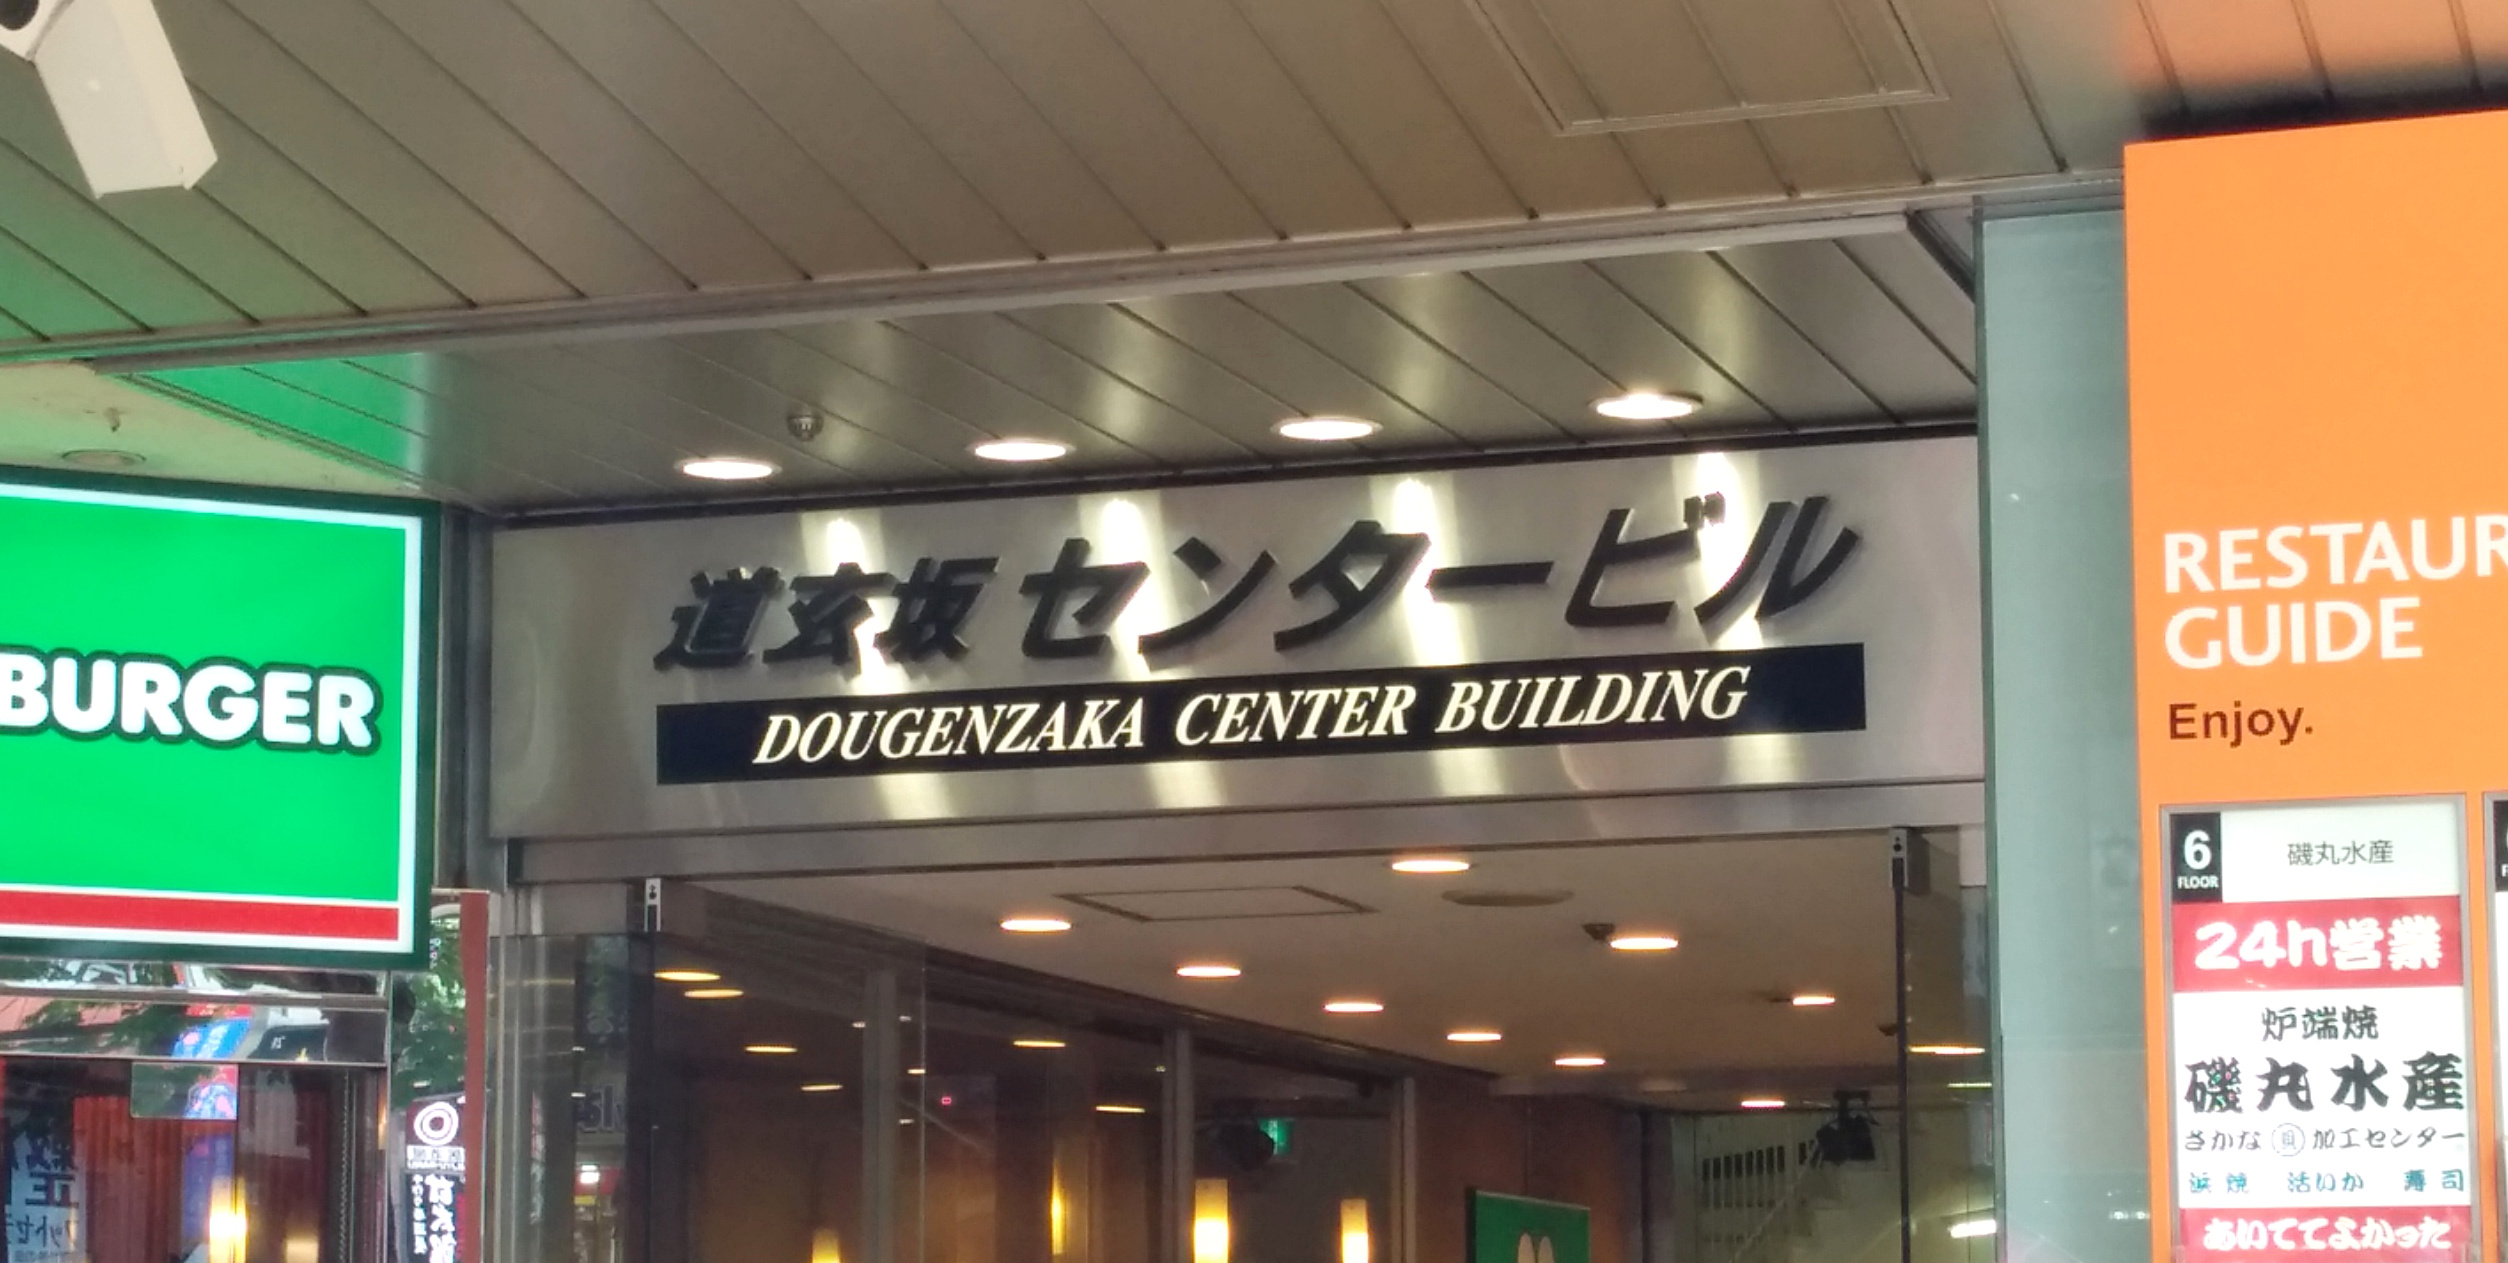 BURGER
道玄坂センタービル
DOUGENZAKA CENTER BUILDING
RESTAUR
GUIDE
Enjoy.
6
FLOOR
磯丸水産
24h営業
炉端焼
磯丸水産
さかな 貝 加工センター
浜焼 活いか 寿司
あいててよかった